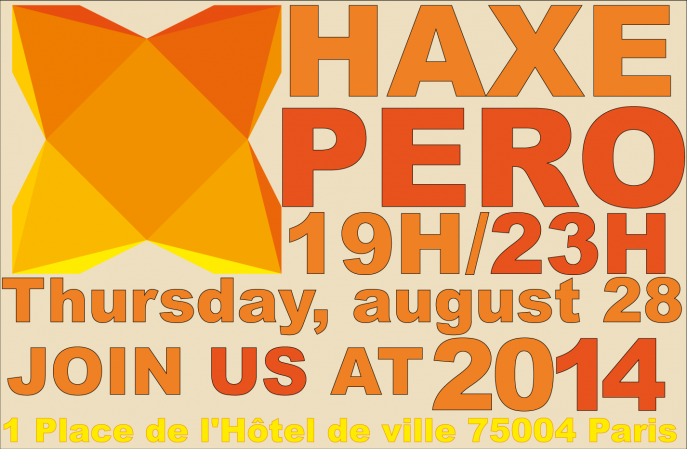 HAXE
PERO
19H/23H
Thursday, august 28
JOIN US AT 2014
1 Place de l'Hôtel de ville 75004 Paris